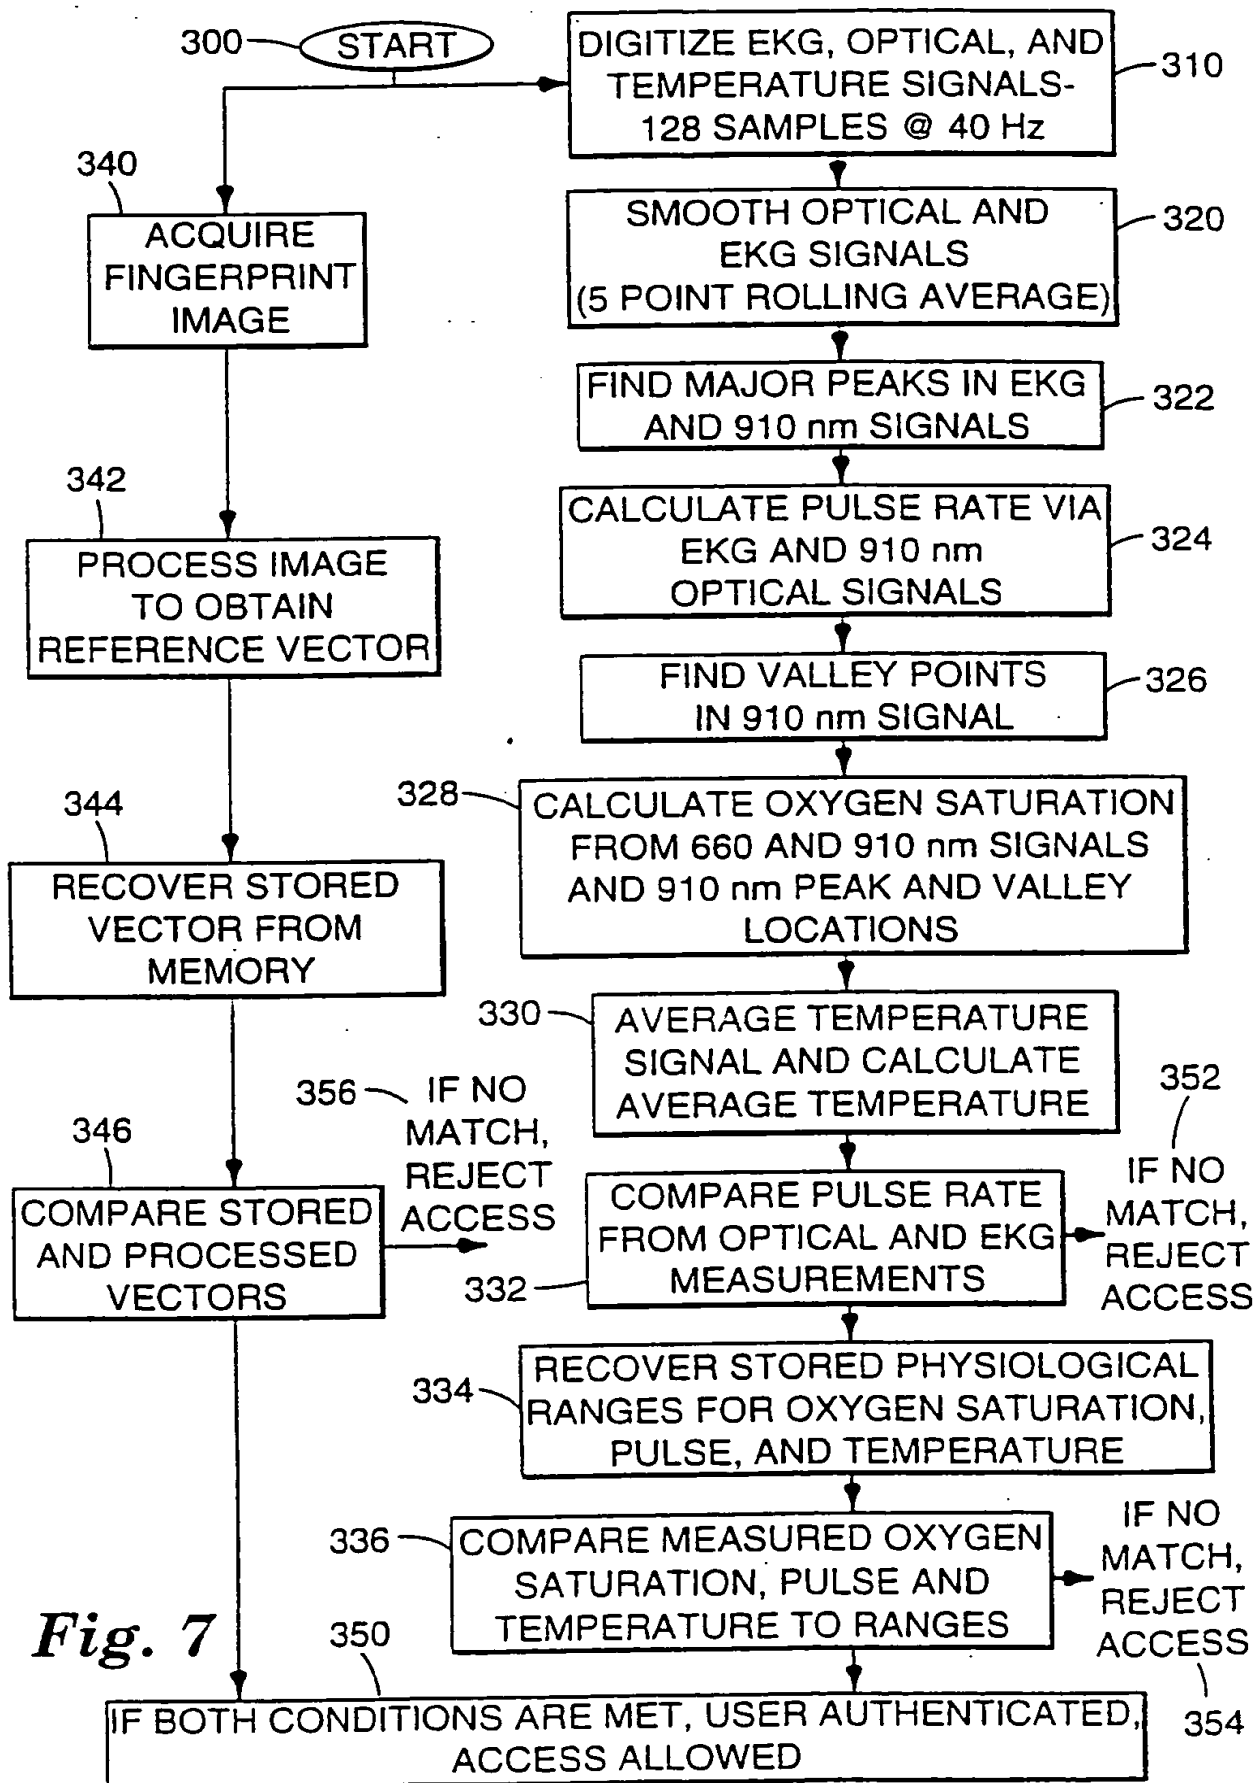 300
START
DIGITIZE EKG, OPTICAL, AND
TEMPERATURE SIGNALS-
128 SAMPLES @ 40 Hz
310
340
ACQUIRE
FINGERPRINT
IMAGE
SMOOTH OPTICAL AND
EKG SIGNALS
(5 POINT ROLLING AVERAGE)
320
FIND MAJOR PEAKS IN EKG
AND 910 nm SIGNALS
322
342
PROCESS IMAGE
TO OBTAIN
REFERENCE VECTOR
CALCULATE PULSE RATE VIA
EKG AND 910 nm
OPTICAL SIGNALS
324
FIND VALLEY POINTS
IN 910 nm SIGNAL
326
344
RECOVER STORED
VECTOR FROM
MEMORY
328
CALCULATE OXYGEN SATURATION
FROM 660 AND 910 nm SIGNALS
AND 910 nm PEAK AND VALLEY
LOCATIONS
330
AVERAGE TEMPERATURE
SIGNAL AND CALCULATE
AVERAGE TEMPERATURE
346
COMPARE STORED
AND PROCESSED
VECTORS
356
IF NO
MATCH,
REJECT
ACCESS
332
COMPARE PULSE RATE
FROM OPTICAL AND EKG
MEASUREMENTS
352
IF NO
MATCH,
REJECT
ACCESS
334
RECOVER STORED PHYSIOLOGICAL
RANGES FOR OXYGEN SATURATION,
PULSE, AND TEMPERATURE
336
COMPARE MEASURED OXYGEN
SATURATION, PULSE AND
TEMPERATURE TO RANGES
IF NO
MATCH,
REJECT
ACCESS
354
Fig. 7
350
IF BOTH CONDITIONS ARE MET, USER AUTHENTICATED,
ACCESS ALLOWED